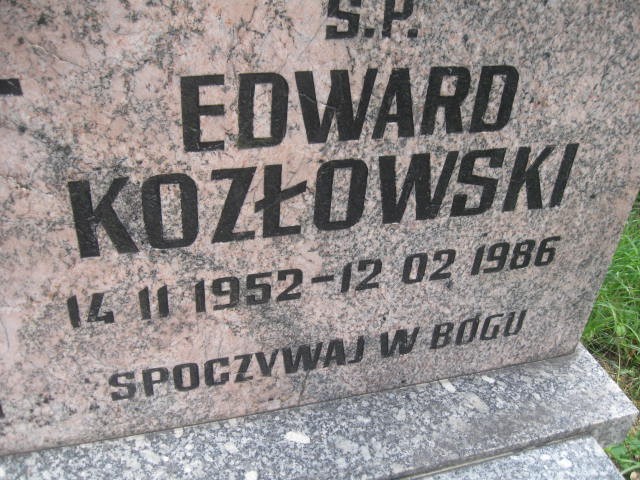 Ś.P.
EDWARD
KOZŁOWSKI
14 11 1952-12 02 1986
SPOCZYWAJ W BOGU